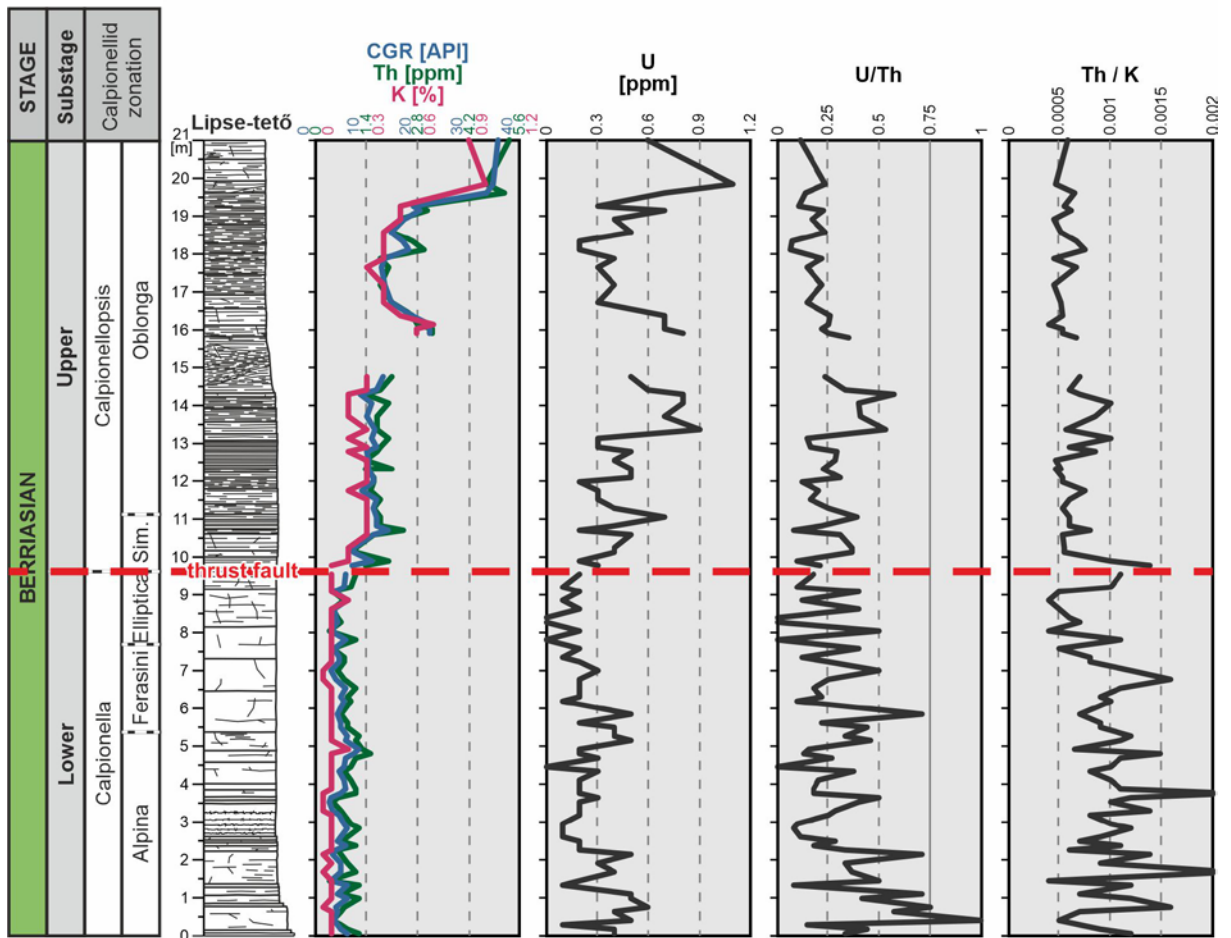 STAGE
Substage
Calpionellid
zonation
Lipse-tető
CGR [API]
Th [ppm]
K [%]
U
[ppm]
U/Th
Th / K
0 10 20 30 40
0 1.4 2.8 4.2 5.6
0 0.3 0.6 0.9 1.2
0 0.3 0.6 0.9 1.2
0 0.25 0.5 0.75 1
0 0.0005 0.001 0.0015 0.002
BERRIASIAN
Upper
Lower
Calpionellopsis
Calpionella
Oblonga
Sim.
Elliptica
Ferasini
Alpina
thrust fault
21
[m]
20
19
18
17
16
15
14
13
12
11
10
9
8
7
6
5
4
3
2
1
0